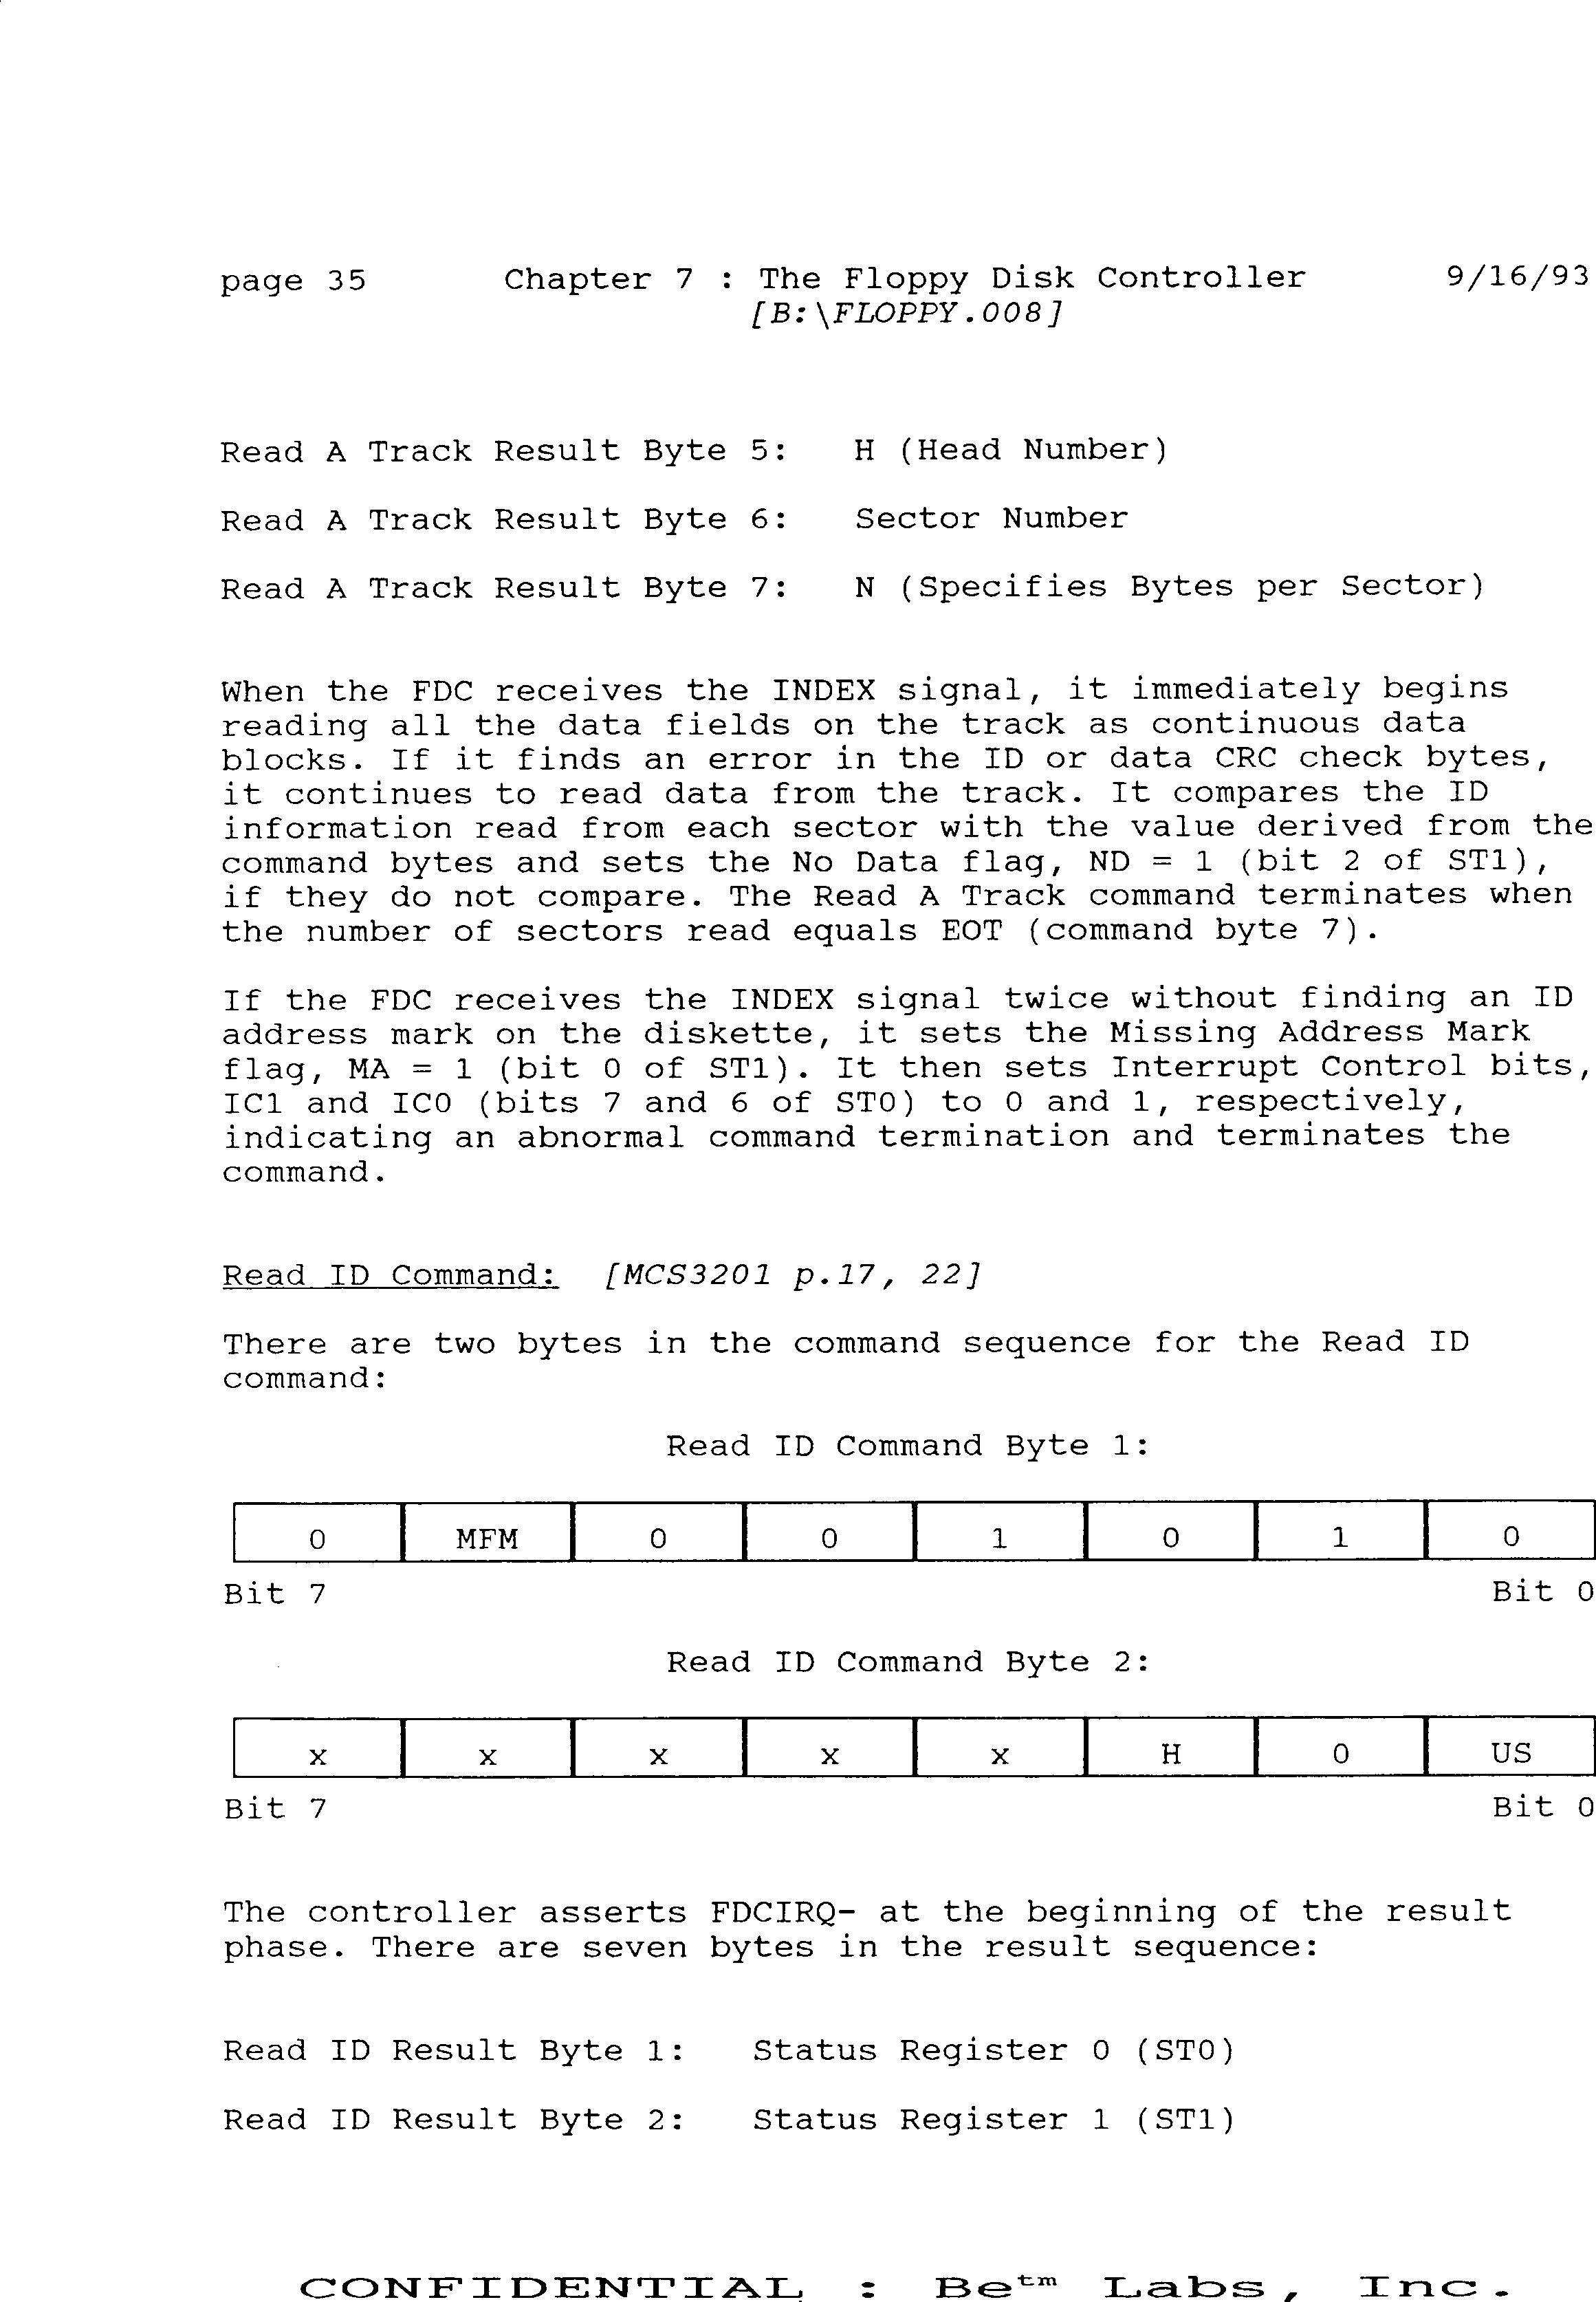 page 35 Chapter 7 : The Floppy Disk Controller 9/16/93
[B:\FLOPPY.008]
Read A Track Result Byte 5: H (Head Number)
Read A Track Result Byte 6: Sector Number
Read A Track Result Byte 7: N (Specifies Bytes per Sector)
When the FDC receives the INDEX signal, it immediately begins
reading all the data fields on the track as continuous data
blocks. If it finds an error in the ID or data CRC check bytes,
it continues to read data from the track. It compares the ID
information read from each sector with the value derived from the
command bytes and sets the No Data flag, ND = 1 (bit 2 of ST1),
if they do not compare. The Read A Track command terminates when
the number of sectors read equals EOT (command byte 7).
If the FDC receives the INDEX signal twice without finding an ID
address mark on the diskette, it sets the Missing Address Mark
flag, MA = 1 (bit 0 of ST1). It then sets Interrupt Control bits,
IC1 and IC0 (bits 7 and 6 of ST0) to 0 and 1, respectively,
indicating an abnormal command termination and terminates the
command.
Read ID Command: [MCS3201 p.17, 22]
There are two bytes in the command sequence for the Read ID
command:
Read ID Command Byte 1:
0 MFM 0 0 1 0 1 0
Bit 7 Bit 0
Read ID Command Byte 2:
x x x x x H 0 US
Bit 7 Bit 0
The controller asserts FDCIRQ- at the beginning of the result
phase. There are seven bytes in the result sequence:
Read ID Result Byte 1: Status Register 0 (ST0)
Read ID Result Byte 2: Status Register 1 (ST1)
CONFIDENTIAL : Be™ Labs, Inc.